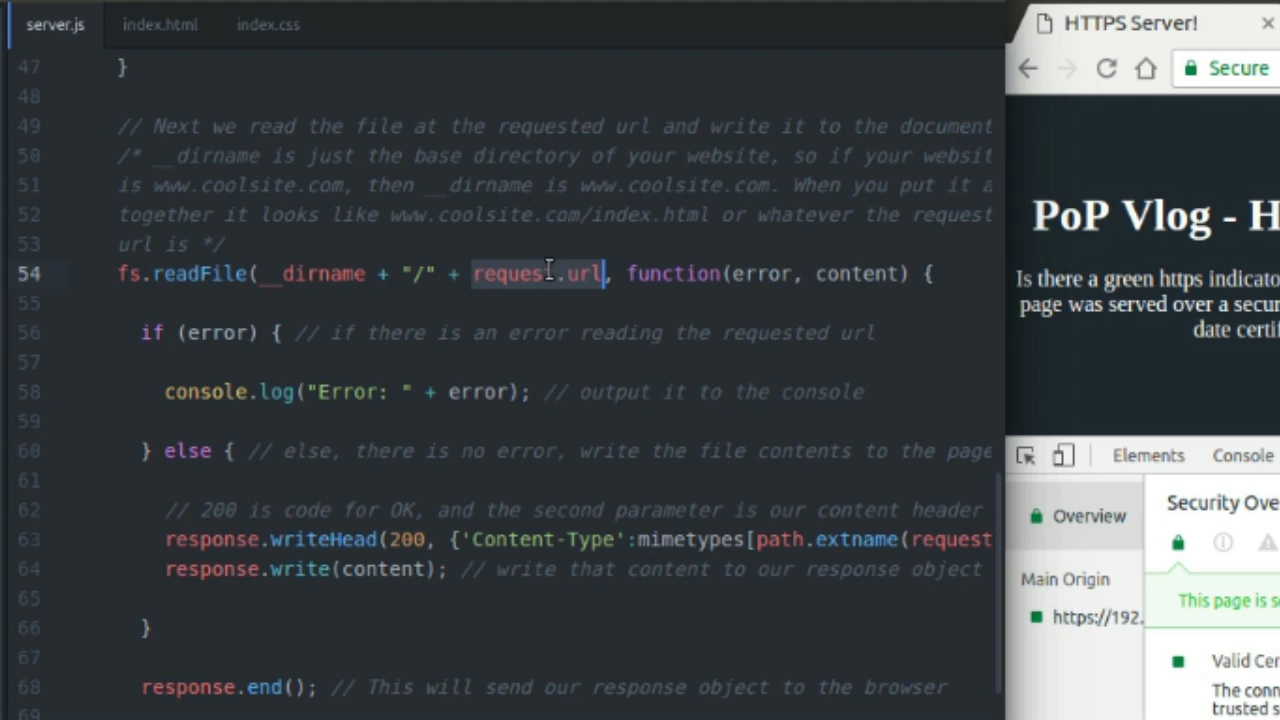 server.js index.html index.css
47 }
48
49 // Next we read the file at the requested url and write it to the document
50 /* __dirname is just the base directory of your website, so if your websit
51 is www.coolsite.com, then __dirname is www.coolsite.com. When you put it a
52 together it looks like www.coolsite.com/index.html or whatever the request
53 url is */
54 fs.readFile(__dirname + "/" + request.url, function(error, content) {
55
56 if (error) { // if there is an error reading the requested url
57
58 console.log("Error: " + error); // output it to the console
59
60 } else { // else, there is no error, write the file contents to the page
61
62 // 200 is code for OK, and the second parameter is our content header
63 response.writeHead(200, {'Content-Type':mimetypes[path.extname(request
64 response.write(content); // write that content to our response object
65
66 }
67
68 response.end(); // This will send our response object to the browser
69
HTTPS Server!
Secure
PoP Vlog - H
Is there a green https indicato
page was served over a secur
date certi
Elements Console
Overview
Security Ove
Main Origin
https://192.
This page is s
Valid Cer
The conn
trusted s